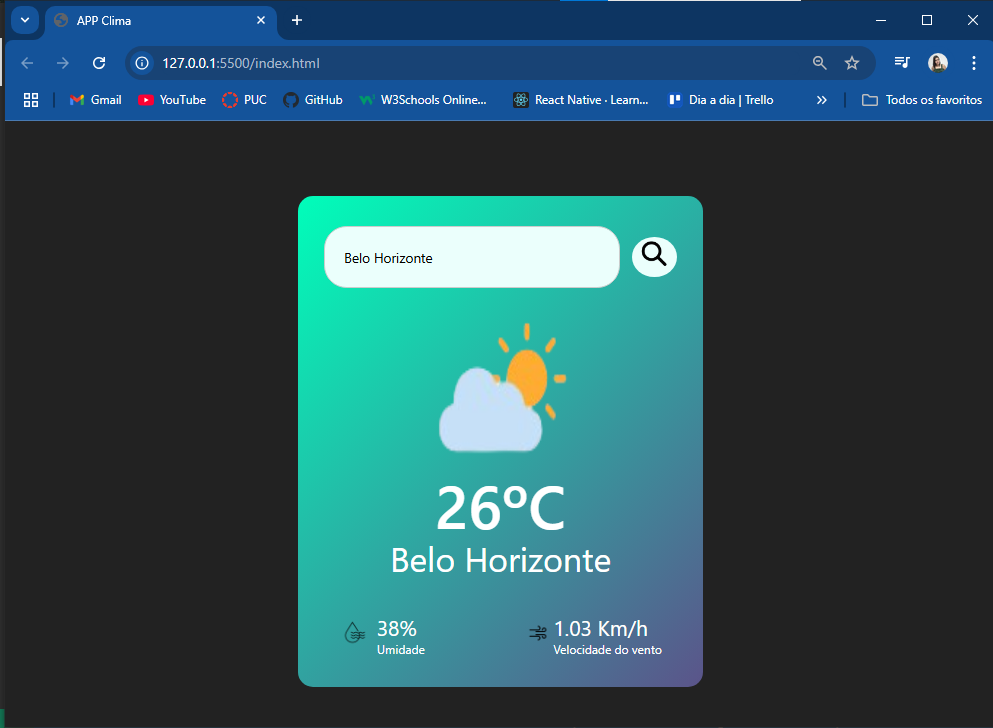 APP Clima
127.0.0.1:5500/index.html
Gmail YouTube PUC GitHub W3Schools Online... React Native · Learn... Dia a dia | Trello » Todos os favoritos
Belo Horizonte
26ºC
Belo Horizonte
38% 1.03 Km/h
Umidade Velocidade do vento